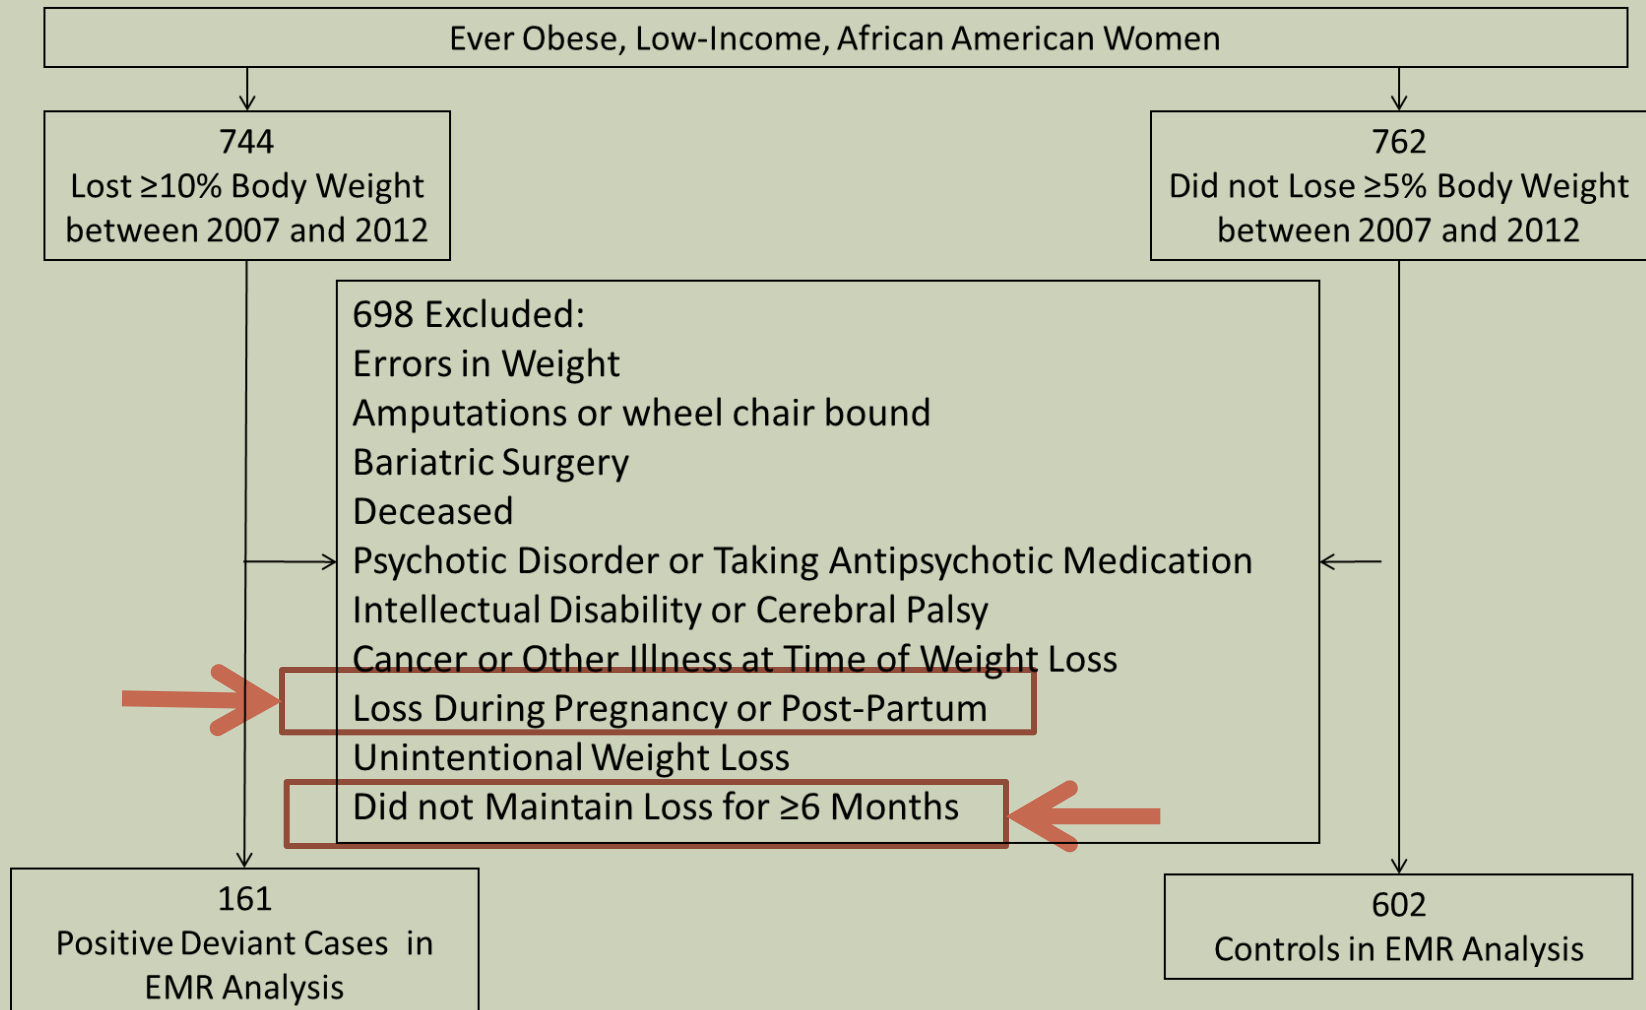 Ever Obese, Low-Income, African American Women
744
Lost ≥10% Body Weight
between 2007 and 2012
762
Did not Lose ≥5% Body Weight
between 2007 and 2012
698 Excluded:
Errors in Weight
Amputations or wheel chair bound
Bariatric Surgery
Deceased
Psychotic Disorder or Taking Antipsychotic Medication
Intellectual Disability or Cerebral Palsy
Cancer or Other Illness at Time of Weight Loss
Loss During Pregnancy or Post-Partum
Unintentional Weight Loss
Did not Maintain Loss for ≥6 Months
161
Positive Deviant Cases in
EMR Analysis
602
Controls in EMR Analysis